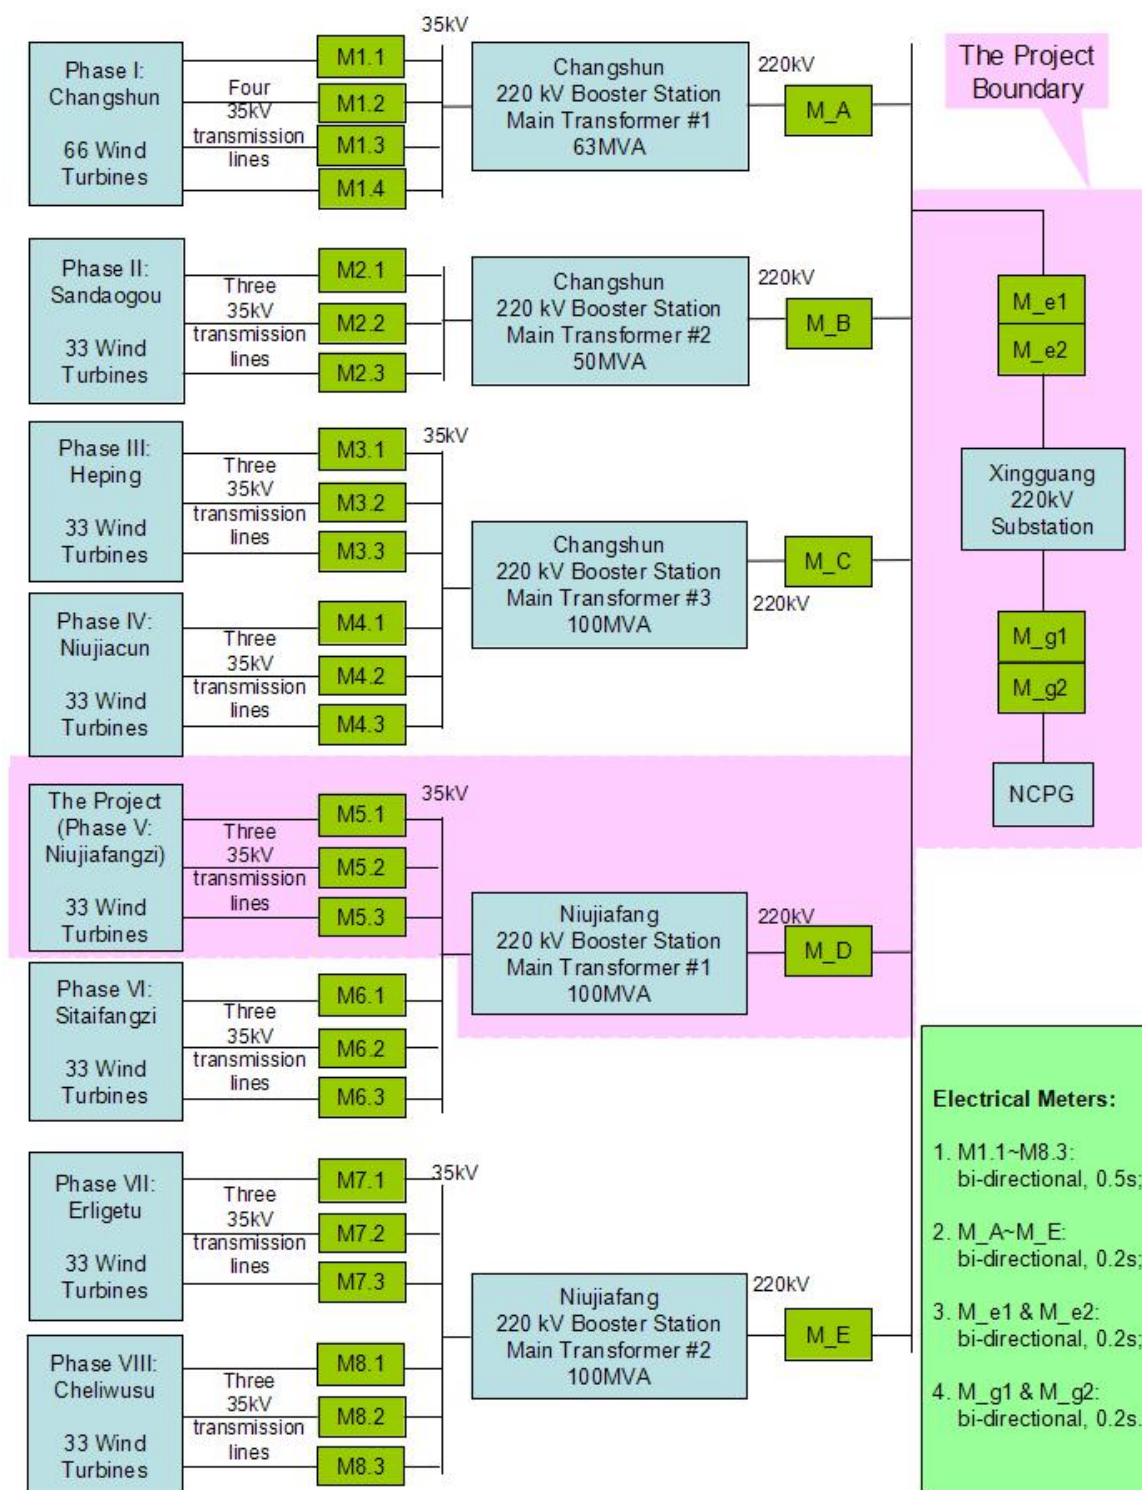 35kV
Phase I:
Changshun
66 Wind
Turbines
Four
35kV
transmission
lines
M1.1
M1.2
M1.3
M1.4
Changshun
220 kV Booster Station
Main Transformer #1
63MVA
220kV
M_A
The Project
Boundary
Phase II:
Sandaogou
33 Wind
Turbines
Three
35kV
transmission
lines
M2.1
M2.2
M2.3
Changshun
220 kV Booster Station
Main Transformer #2
50MVA
220kV
M_B
M_e1
M_e2
Phase III:
Heping
33 Wind
Turbines
Three
35kV
transmission
lines
M3.1
M3.2
M3.3
35kV
Changshun
220 kV Booster Station
Main Transformer #3
100MVA
M_C
220kV
Xingguang
220kV
Substation
Phase IV:
Niujiacun
33 Wind
Turbines
Three
35kV
transmission
lines
M4.1
M4.2
M4.3
M_g1
M_g2
NCPG
The Project
(Phase V:
Niujiafangzi)
33 Wind
Turbines
Three
35kV
transmission
lines
M5.1
M5.2
M5.3
35kV
Niujiafang
220 kV Booster Station
Main Transformer #1
100MVA
220kV
M_D
Phase VI:
Sitaifangzi
33 Wind
Turbines
Three
35kV
transmission
lines
M6.1
M6.2
M6.3
Phase VII:
Erligetu
33 Wind
Turbines
Three
35kV
transmission
lines
M7.1
M7.2
M7.3
35kV
Niujiafang
220 kV Booster Station
Main Transformer #2
100MVA
220kV
M_E
Phase VIII:
Cheliwusu
33 Wind
Turbines
Three
35kV
transmission
lines
M8.1
M8.2
M8.3
Electrical Meters:
1. M1.1~M8.3:
bi-directional, 0.5s;
2. M_A~M_E:
bi-directional, 0.2s;
3. M_e1 & M_e2:
bi-directional, 0.2s;
4. M_g1 & M_g2:
bi-directional, 0.2s.